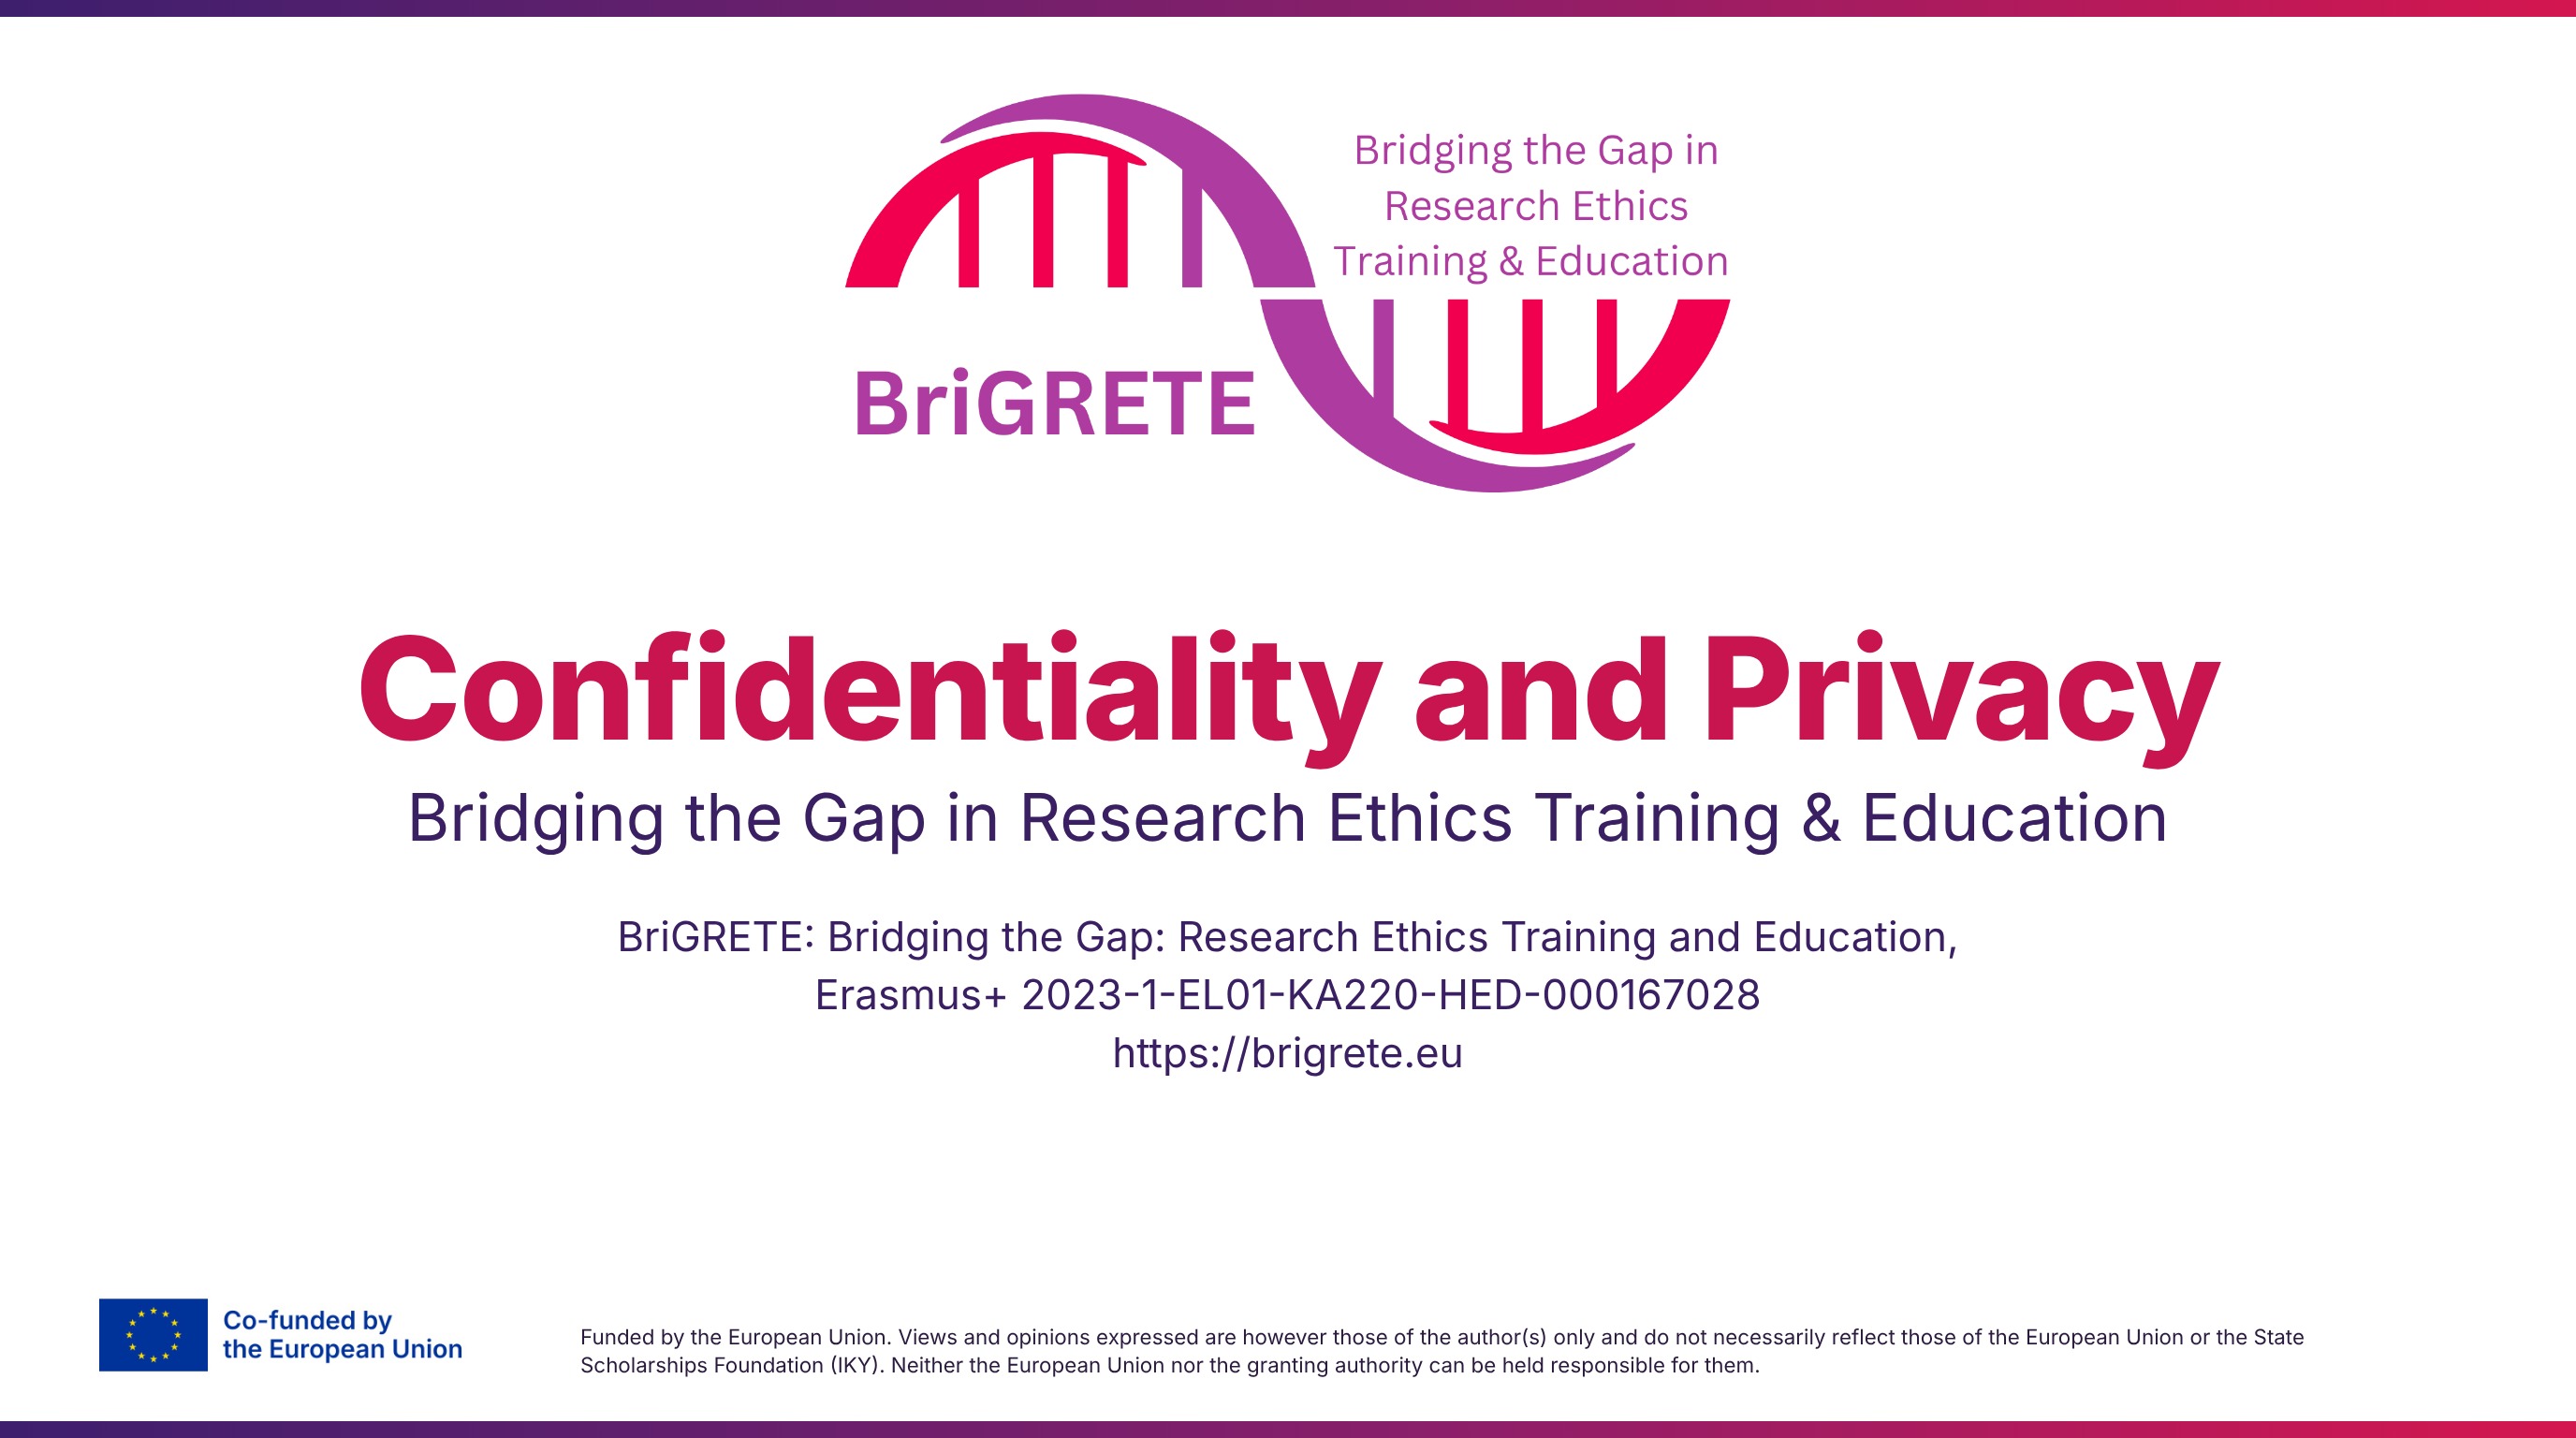 Bridging the Gap in
Research Ethics
Training & Education
BriGRETE
Confidentiality and Privacy
Bridging the Gap in Research Ethics Training & Education
BriGRETE: Bridging the Gap: Research Ethics Training and Education,
Erasmus+ 2023-1-EL01-KA220-HED-000167028
https://brigrete.eu
Co-funded by
the European Union
Funded by the European Union. Views and opinions expressed are however those of the author(s) only and do not necessarily reflect those of the European Union or the State
Scholarships Foundation (IKY). Neither the European Union nor the granting authority can be held responsible for them.